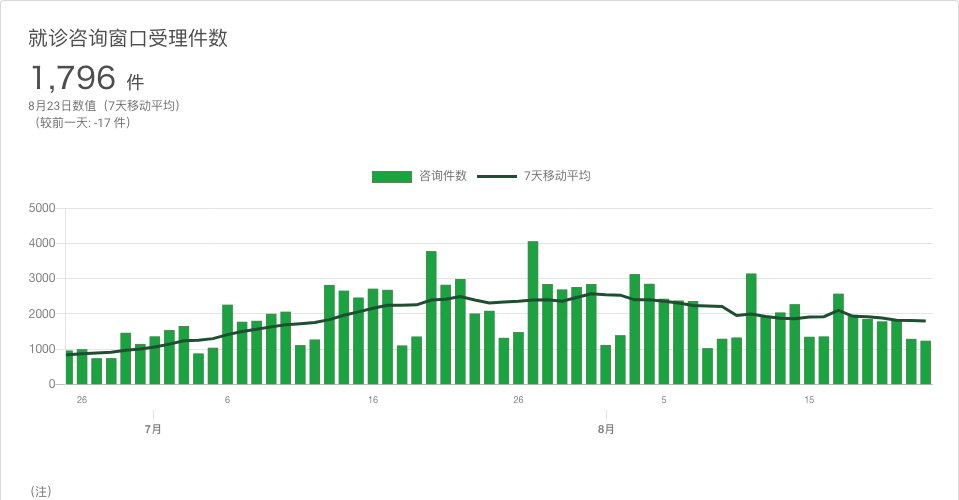 就诊咨询窗口受理件数
1,796 件
8月23日数值（7天移动平均）
（较前一天: -17 件）
咨询件数 7天移动平均
5000
4000
3000
2000
1000
0
26 6 16 26 5 15
7月 8月
（注）